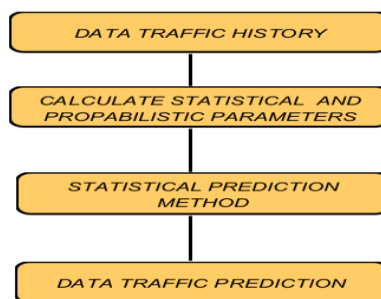 DATA TRAFFIC HISTORY
CALCULATE STATISTICAL AND
PROPABILISTIC PARAMETERS
STATISTICAL PREDICTION
METHOD
DATA TRAFFIC PREDICTION